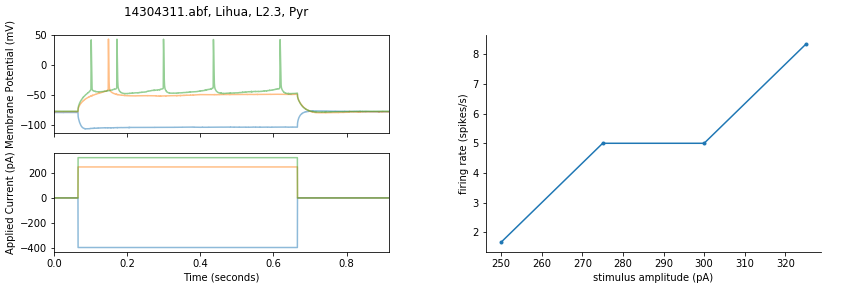 14304311.abf, Lihua, L2.3, Pyr
Membrane Potential (mV)
50
0
−50
−100
Applied Current (pA)
200
0
−200
−400
0.0 0.2 0.4 0.6 0.8
Time (seconds)
firing rate (spikes/s)
8
7
6
5
4
3
2
250 260 270 280 290 300 310 320
stimulus amplitude (pA)